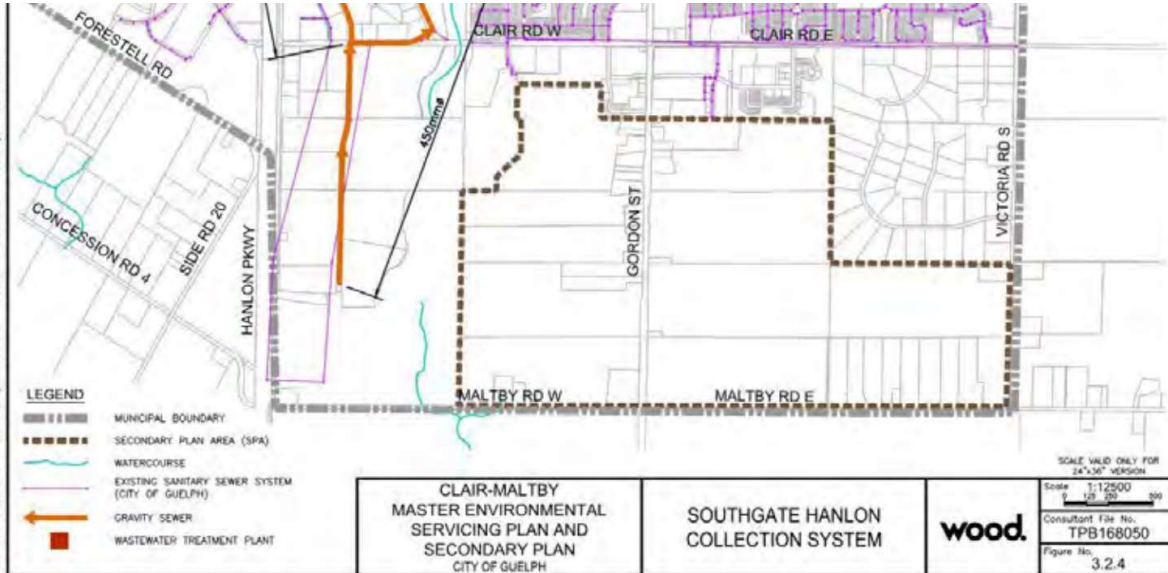 FORESTELL RD
CLAIR RD W
CLAIR RD E
450mmø
CONCESSION RD 4
SIDE RD 20
HANLON PKWY
GORDON ST
VICTORIA RD S
MALTBY RD W
MALTBY RD E
LEGEND
MUNICIPAL BOUNDARY
SECONDARY PLAN AREA (SPA)
WATERCOURSE
EXISTING SANITARY SEWER SYSTEM
(CITY OF GUELPH)
GRAVITY SEWER
WASTEWATER TREATMENT PLANT
CLAIR-MALTBY
MASTER ENVIRONMENTAL
SERVICING PLAN AND
SECONDARY PLAN
CITY OF GUELPH
SOUTHGATE HANLON
COLLECTION SYSTEM
wood.
SCALE VALID ONLY FOR
24"x36" VERSION
Scale 1:12500
0 125 250 500
Consultant File No.
TPB168050
Figure No.
3.2.4